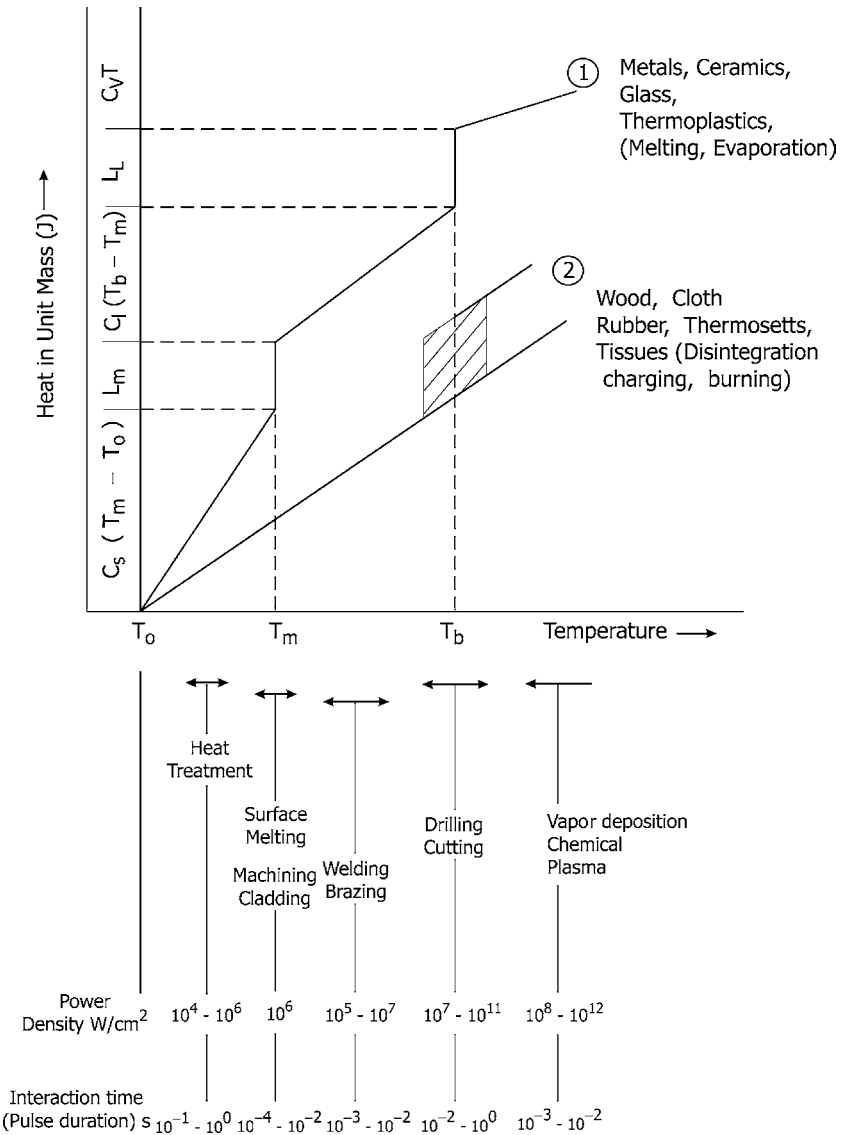 CᵥT
L_L
C_l (T_b – T_m)
L_m
C_s ( T_m – T_o )
Heat in Unit Mass (J)
1
Metals, Ceramics,
Glass,
Thermoplastics,
(Melting, Evaporation)
2
Wood, Cloth
Rubber, Thermosetts,
Tissues (Disintegration
charging, burning)
T_o T_m T_b Temperature
Heat
Treatment
Surface
Melting
Machining
Cladding
Welding
Brazing
Drilling
Cutting
Vapor deposition
Chemical
Plasma
Power
Density W/cm² 10⁴ - 10⁶ 10⁶ 10⁵ - 10⁷ 10⁷ - 10¹¹ 10⁸ - 10¹²
Interaction time
(Pulse duration) s 10⁻¹ - 10⁰ 10⁻⁴ - 10⁻² 10⁻³ - 10⁻² 10⁻² - 10⁰ 10⁻³ - 10⁻²